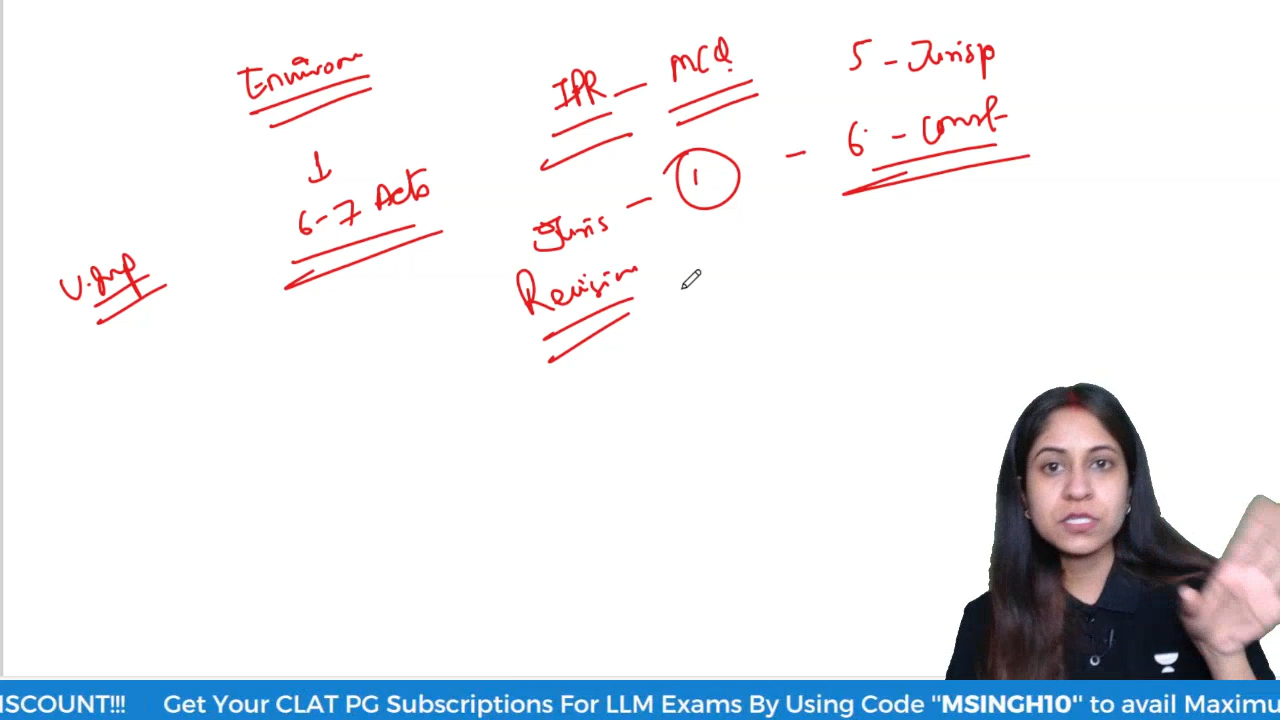 Environ
6-7 Acts
V. Imp
IPR - MCQ
Juris - 1 -
Revision
5 - Jurisp
6 - Const
ISCOUNT!!! Get Your CLAT PG Subscriptions For LLM Exams By Using Code "MSINGH10" to avail Maximu